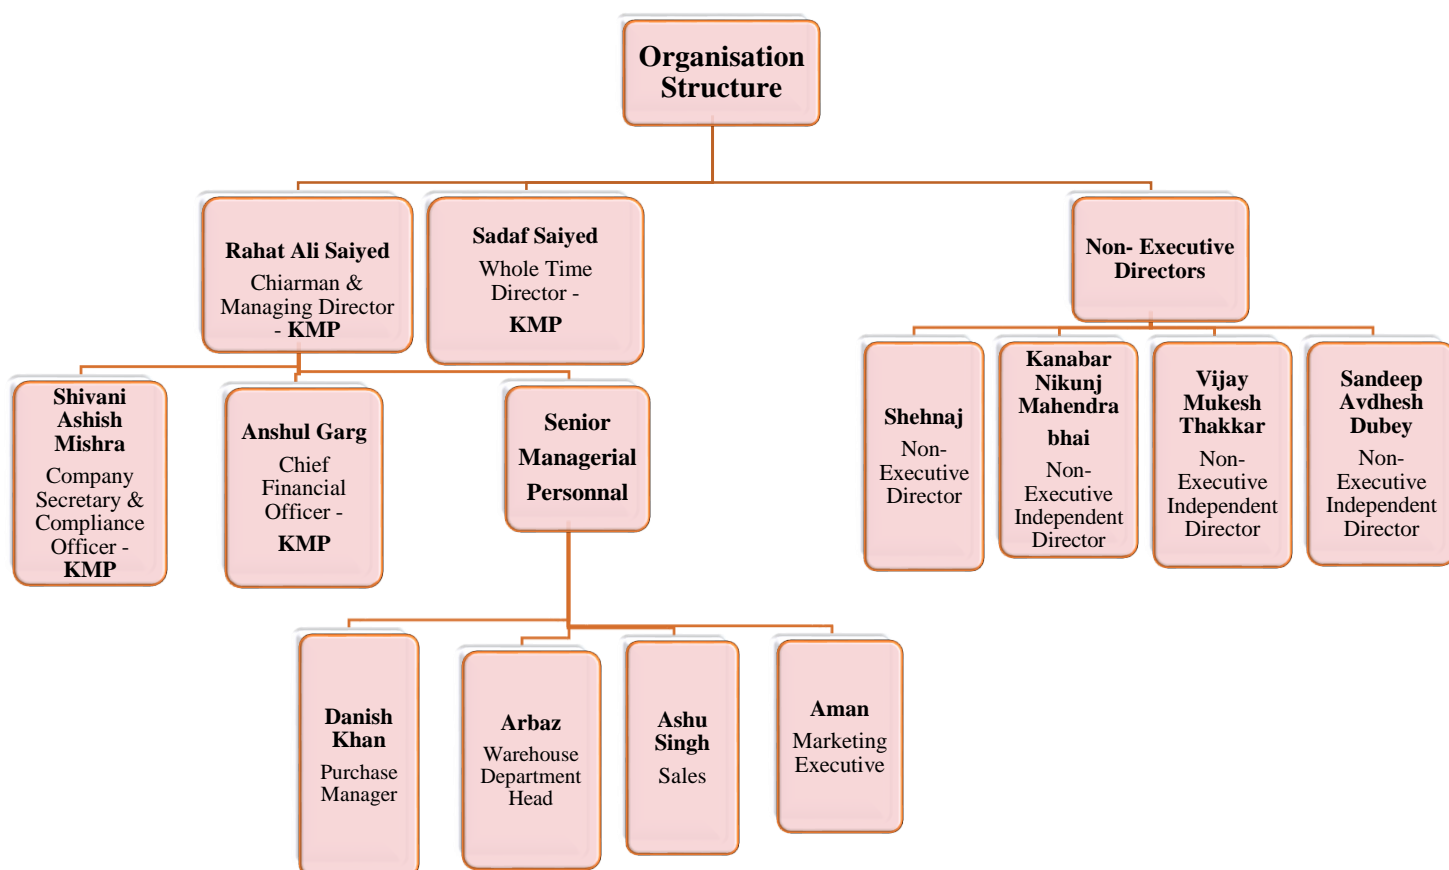 Organisation
Structure
Rahat Ali Saiyed
Chiarman &
Managing Director
- KMP
Sadaf Saiyed
Whole Time
Director -
KMP
Non- Executive
Directors
Shivani
Ashish
Mishra
Company
Secretary &
Compliance
Officer -
KMP
Anshul Garg
Chief
Financial
Officer -
KMP
Senior
Managerial
Personnal
Shehnaj
Non-
Executive
Director
Kanabar
Nikunj
Mahendra
bhai
Non-
Executive
Independent
Director
Vijay
Mukesh
Thakkar
Non-
Executive
Independent
Director
Sandeep
Avdhesh
Dubey
Non-
Executive
Independent
Director
Danish
Khan
Purchase
Manager
Arbaz
Warehouse
Department
Head
Ashu
Singh
Sales
Aman
Marketing
Executive